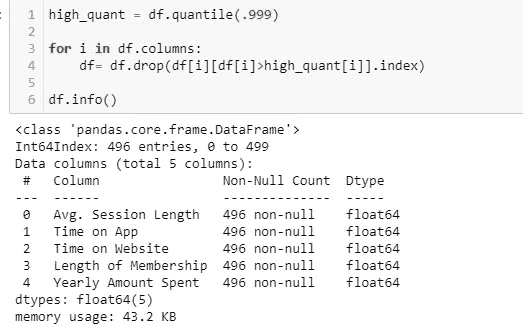 1 high_quant = df.quantile(.999)
2
3 for i in df.columns:
4     df= df.drop(df[i][df[i]>high_quant[i]].index)
5
6 df.info()
<class 'pandas.core.frame.DataFrame'>
Int64Index: 496 entries, 0 to 499
Data columns (total 5 columns):
 #   Column                Non-Null Count  Dtype
---  ------                --------------  -----
 0   Avg. Session Length   496 non-null    float64
 1   Time on App           496 non-null    float64
 2   Time on Website       496 non-null    float64
 3   Length of Membership  496 non-null    float64
 4   Yearly Amount Spent   496 non-null    float64
dtypes: float64(5)
memory usage: 43.2 KB